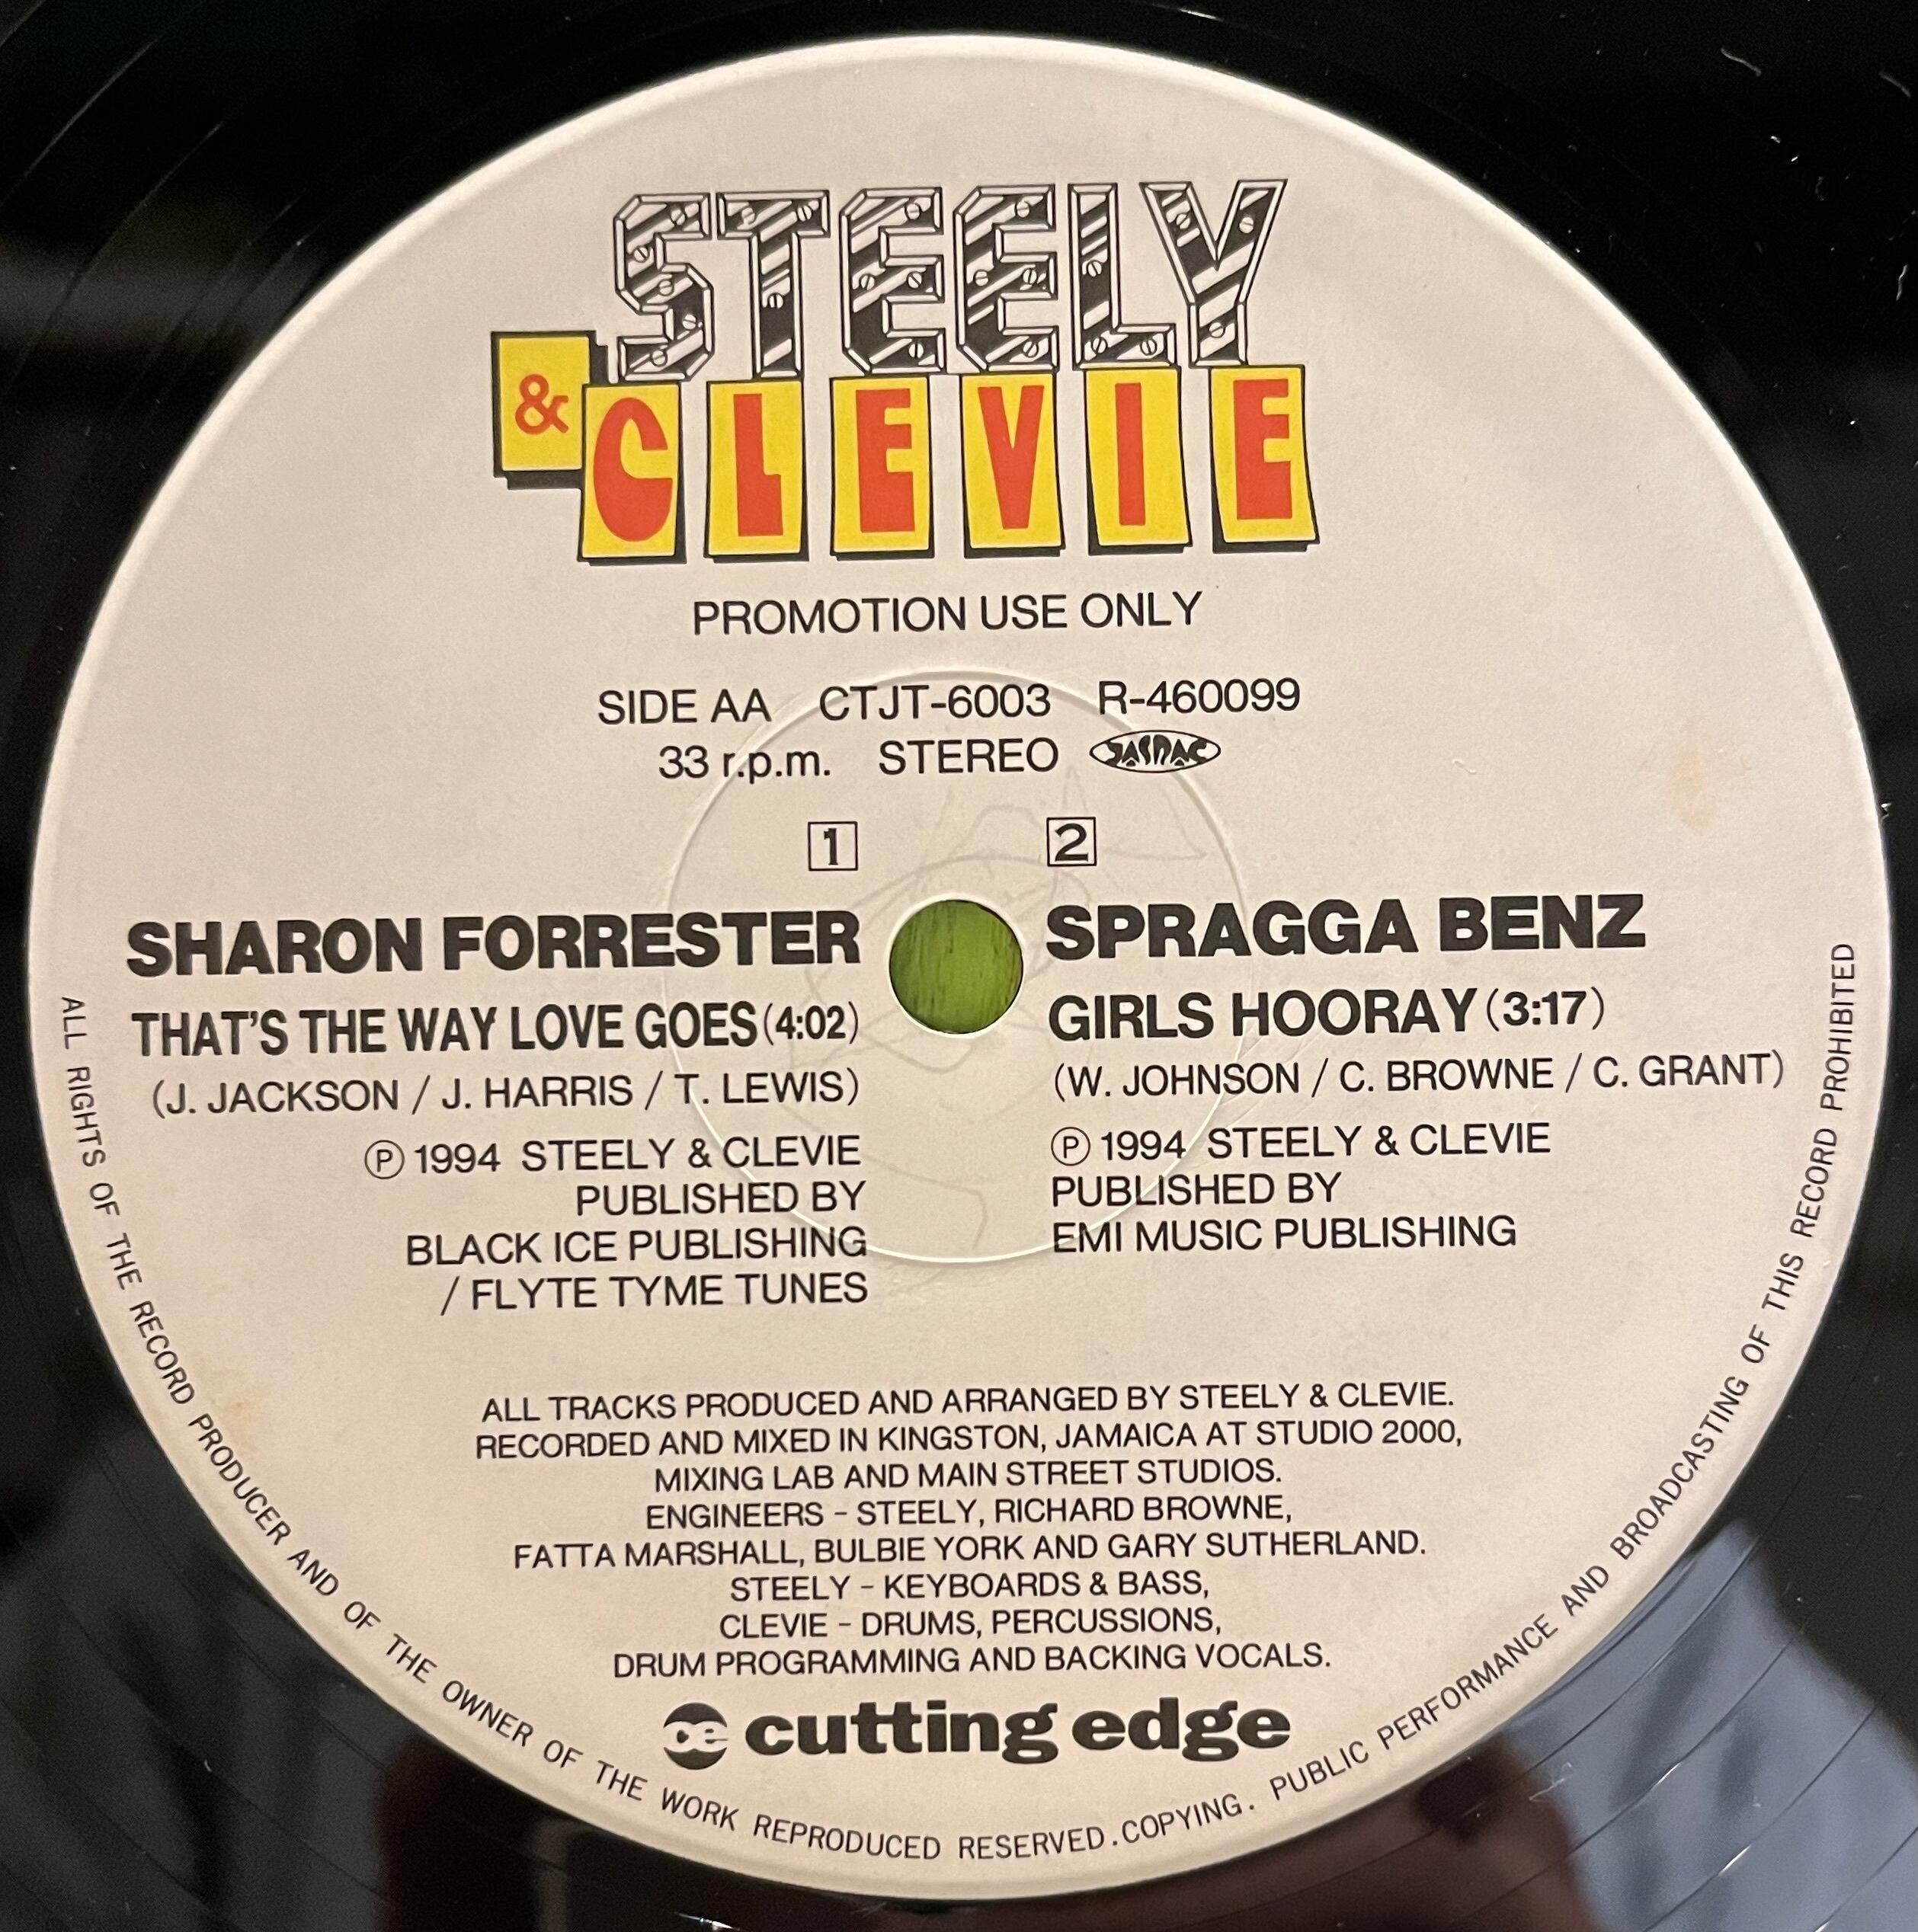 STEELY
& CLEVIE
PROMOTION USE ONLY
SIDE AA CTJT-6003 R-460099
33 r.p.m. STEREO JASRAC
1
SHARON FORRESTER
THAT'S THE WAY LOVE GOES (4:02)
(J. JACKSON / J. HARRIS / T. LEWIS)
Ⓟ 1994 STEELY & CLEVIE
PUBLISHED BY
BLACK ICE PUBLISHING
/ FLYTE TYME TUNES
2
SPRAGGA BENZ
GIRLS HOORAY (3:17)
(W. JOHNSON / C. BROWNE / C. GRANT)
Ⓟ 1994 STEELY & CLEVIE
PUBLISHED BY
EMI MUSIC PUBLISHING
ALL TRACKS PRODUCED AND ARRANGED BY STEELY & CLEVIE.
RECORDED AND MIXED IN KINGSTON, JAMAICA AT STUDIO 2000,
MIXING LAB AND MAIN STREET STUDIOS.
ENGINEERS - STEELY, RICHARD BROWNE,
FATTA MARSHALL, BULBIE YORK AND GARY SUTHERLAND.
STEELY - KEYBOARDS & BASS,
CLEVIE - DRUMS, PERCUSSIONS,
DRUM PROGRAMMING AND BACKING VOCALS.
ce cutting edge
ALL RIGHTS OF THE RECORD PRODUCER AND OF THE OWNER OF THE WORK REPRODUCED RESERVED. COPYING. PUBLIC PERFORMANCE AND BROADCASTING OF THIS RECORD PROHIBITED